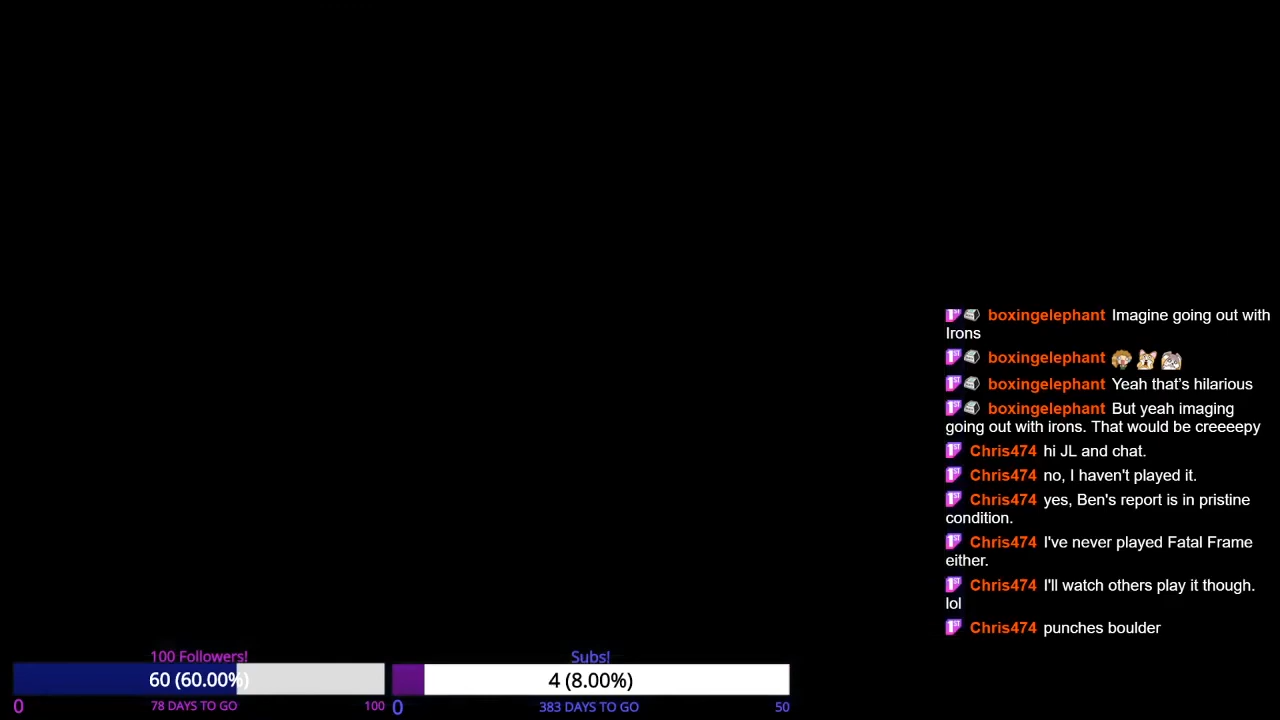 boxingelephant Imagine going out with
Irons
boxingelephant
boxingelephant Yeah that's hilarious
boxingelephant But yeah imaging
going out with irons. That would be creeeepy
Chris474 hi JL and chat.
Chris474 no, I haven't played it.
Chris474 yes, Ben's report is in pristine
condition.
Chris474 I've never played Fatal Frame
either.
Chris474 I'll watch others play it though.
lol
Chris474 punches boulder
100 Followers!
60 (60.00%)
0 78 DAYS TO GO 100
Subs!
4 (8.00%)
0 383 DAYS TO GO 50